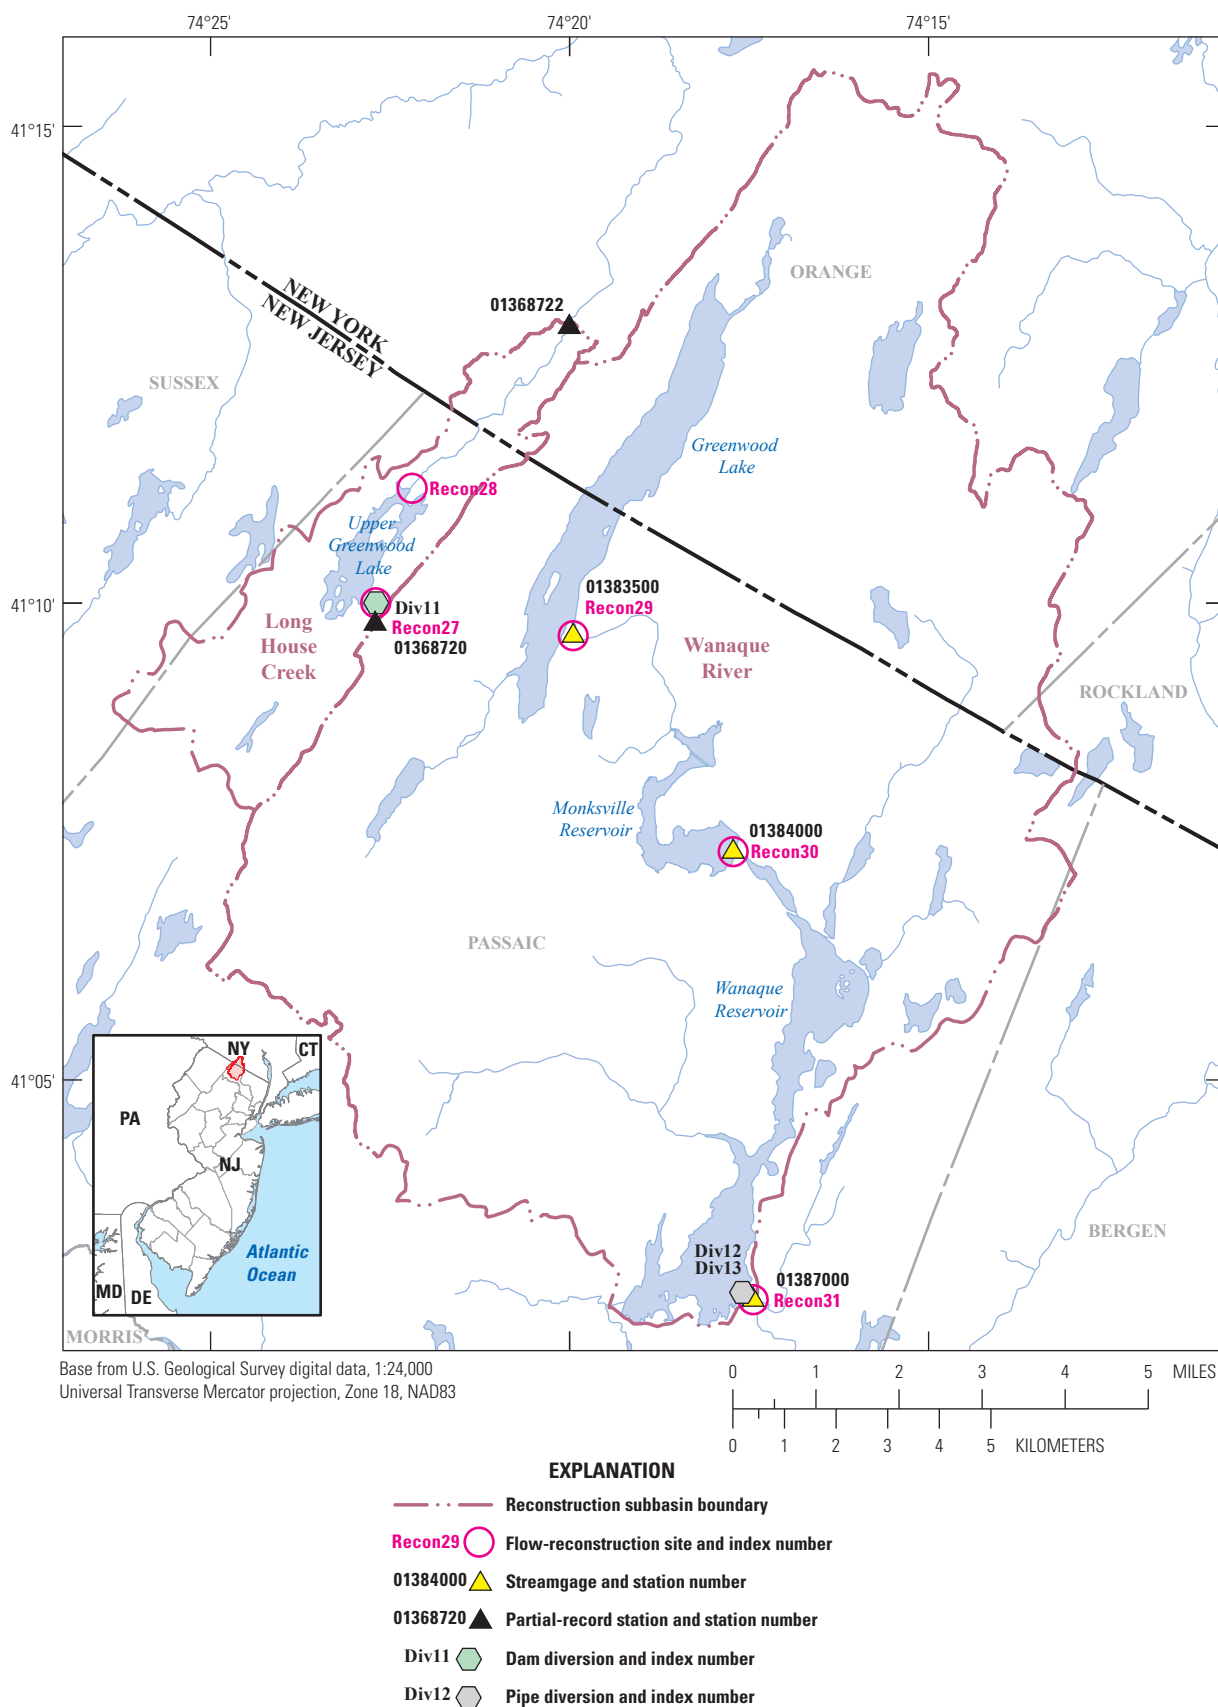 74°25'
74°20'
74°15'
41°15'
ORANGE
01368722
NEW YORK
NEW JERSEY
SUSSEX
Greenwood
Lake
Recon28
Upper
Greenwood
Lake
01383500
Recon29
41°10'
Div11
Recon27
01368720
Long
House
Creek
Wanaque
River
ROCKLAND
Monksville
Reservoir
01384000
Recon30
PASSAIC
Wanaque
Reservoir
41°05'
NY
CT
PA
NJ
Atlantic
Ocean
MD
DE
BERGEN
Div12
Div13
01387000
Recon31
MORRIS
Base from U.S. Geological Survey digital data, 1:24,000
Universal Transverse Mercator projection, Zone 18, NAD83
0 1 2 3 4 5 MILES
0 1 2 3 4 5 KILOMETERS
EXPLANATION
Reconstruction subbasin boundary
Recon29 Flow-reconstruction site and index number
01384000 Streamgage and station number
01368720 Partial-record station and station number
Div11 Dam diversion and index number
Div12 Pipe diversion and index number